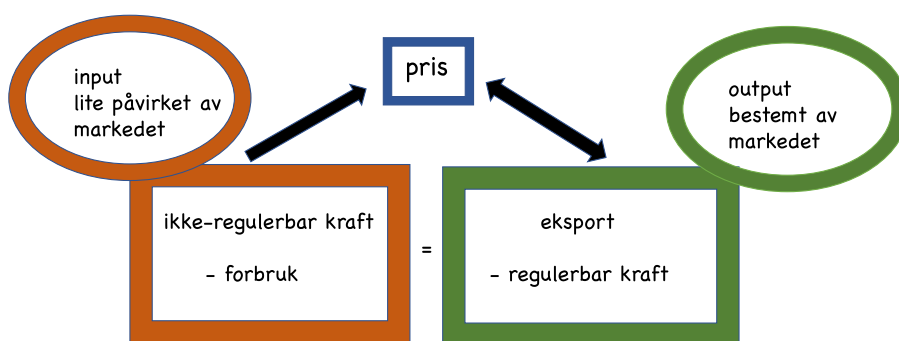 input
lite påvirket av
markedet
pris
output
bestemt av
markedet
ikke-regulerbar kraft
- forbruk
=
eksport
- regulerbar kraft